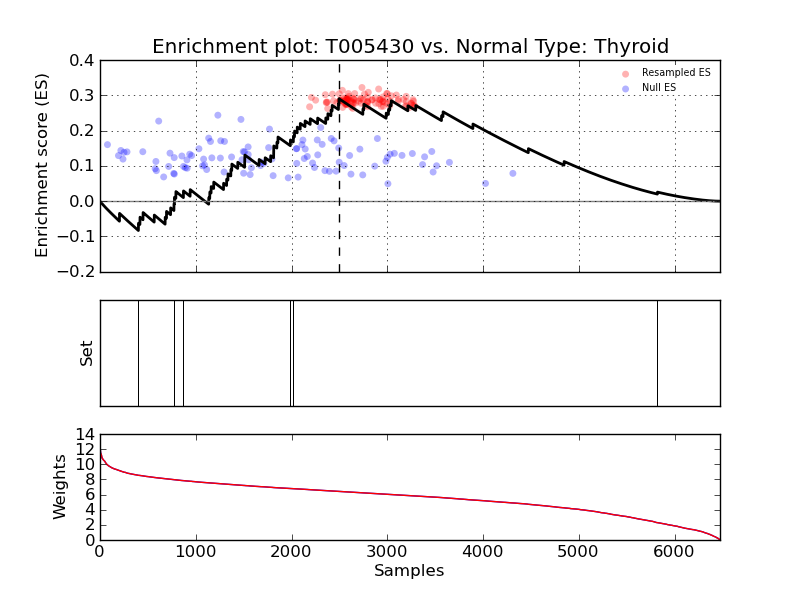 Enrichment plot: T005430 vs. Normal Type: Thyroid
Enrichment score (ES)
0.4
0.3
0.2
0.1
0.0
−0.1
−0.2
Resampled ES
Null ES
Set
Weights
14
12
10
8
6
4
2
0
0 1000 2000 3000 4000 5000 6000
Samples